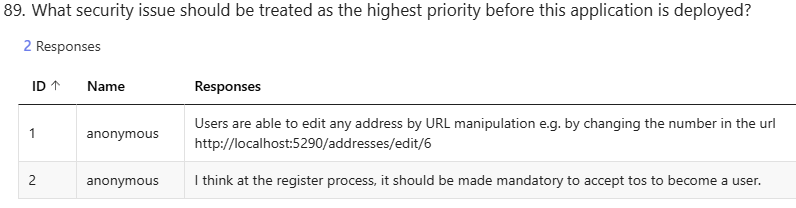 89. What security issue should be treated as the highest priority before this application is deployed?
2 Responses
ID ↑ Name Responses
1 anonymous Users are able to edit any address by URL manipulation e.g. by changing the number in the url
http://localhost:5290/addresses/edit/6
2 anonymous I think at the register process, it should be made mandatory to accept tos to become a user.